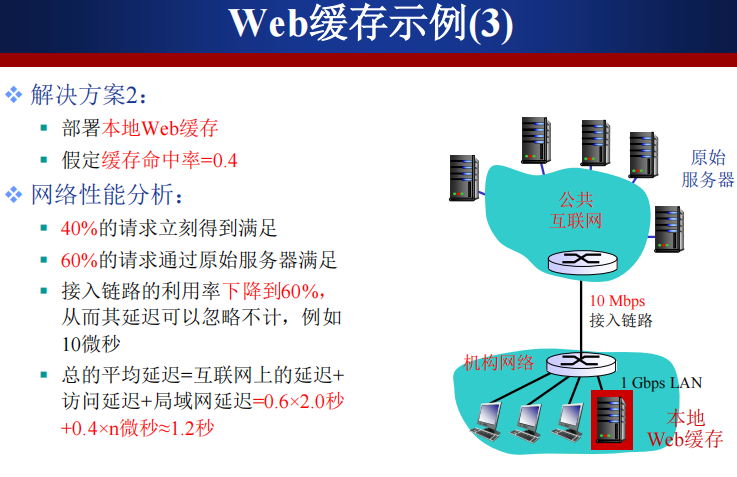 Web缓存示例(3)
解决方案2：
部署本地Web缓存
假定缓存命中率=0.4
网络性能分析：
40%的请求立刻得到满足
60%的请求通过原始服务器满足
接入链路的利用率下降到60%，
从而其延迟可以忽略不计，例如
10微秒
总的平均延迟=互联网上的延迟+
访问延迟+局域网延迟=0.6×2.0秒
+0.4×n微秒≈1.2秒
原始
服务器
公共
互联网
10 Mbps
接入链路
机构网络
1 Gbps LAN
本地
Web缓存